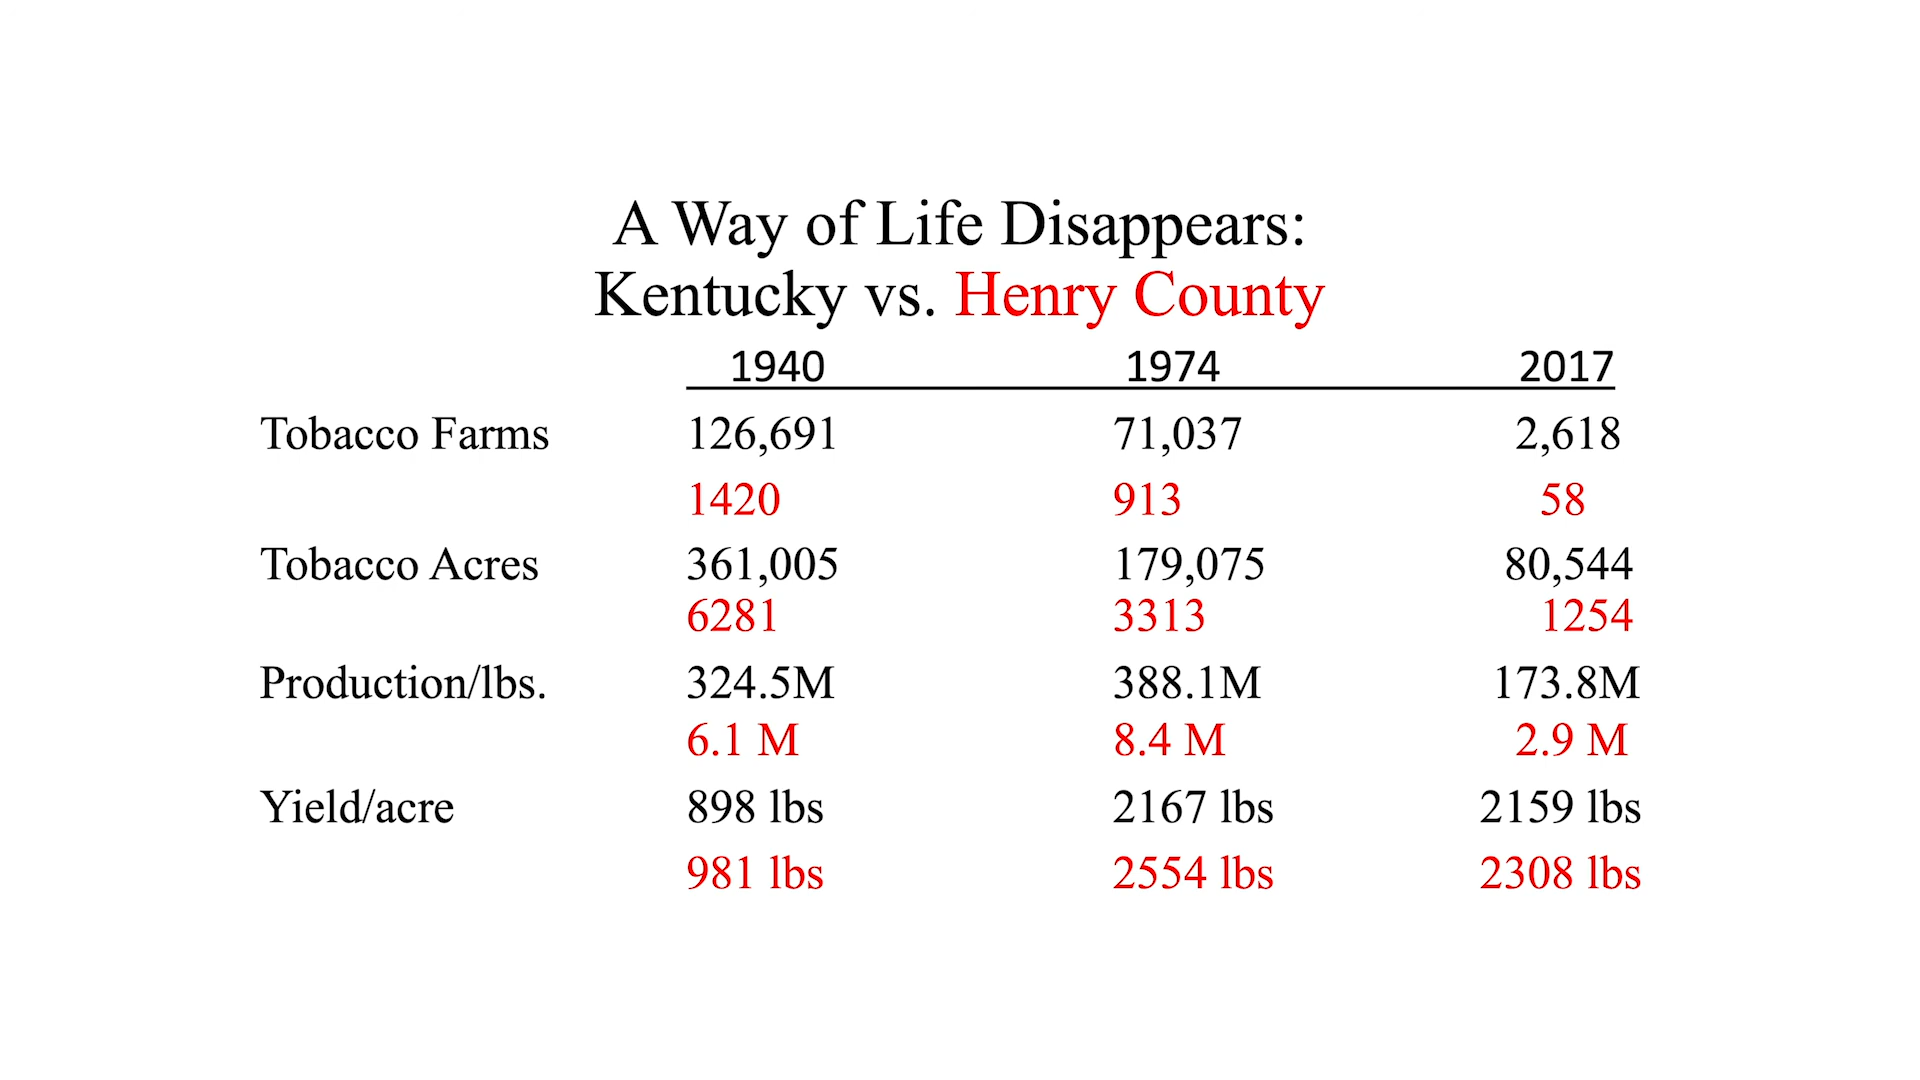 A Way of Life Disappears:
Kentucky vs. Henry County
1940 1974 2017
Tobacco Farms 126,691 71,037 2,618
1420 913 58
Tobacco Acres 361,005 179,075 80,544
6281 3313 1254
Production/lbs. 324.5M 388.1M 173.8M
6.1 M 8.4 M 2.9 M
Yield/acre 898 lbs 2167 lbs 2159 lbs
981 lbs 2554 lbs 2308 lbs